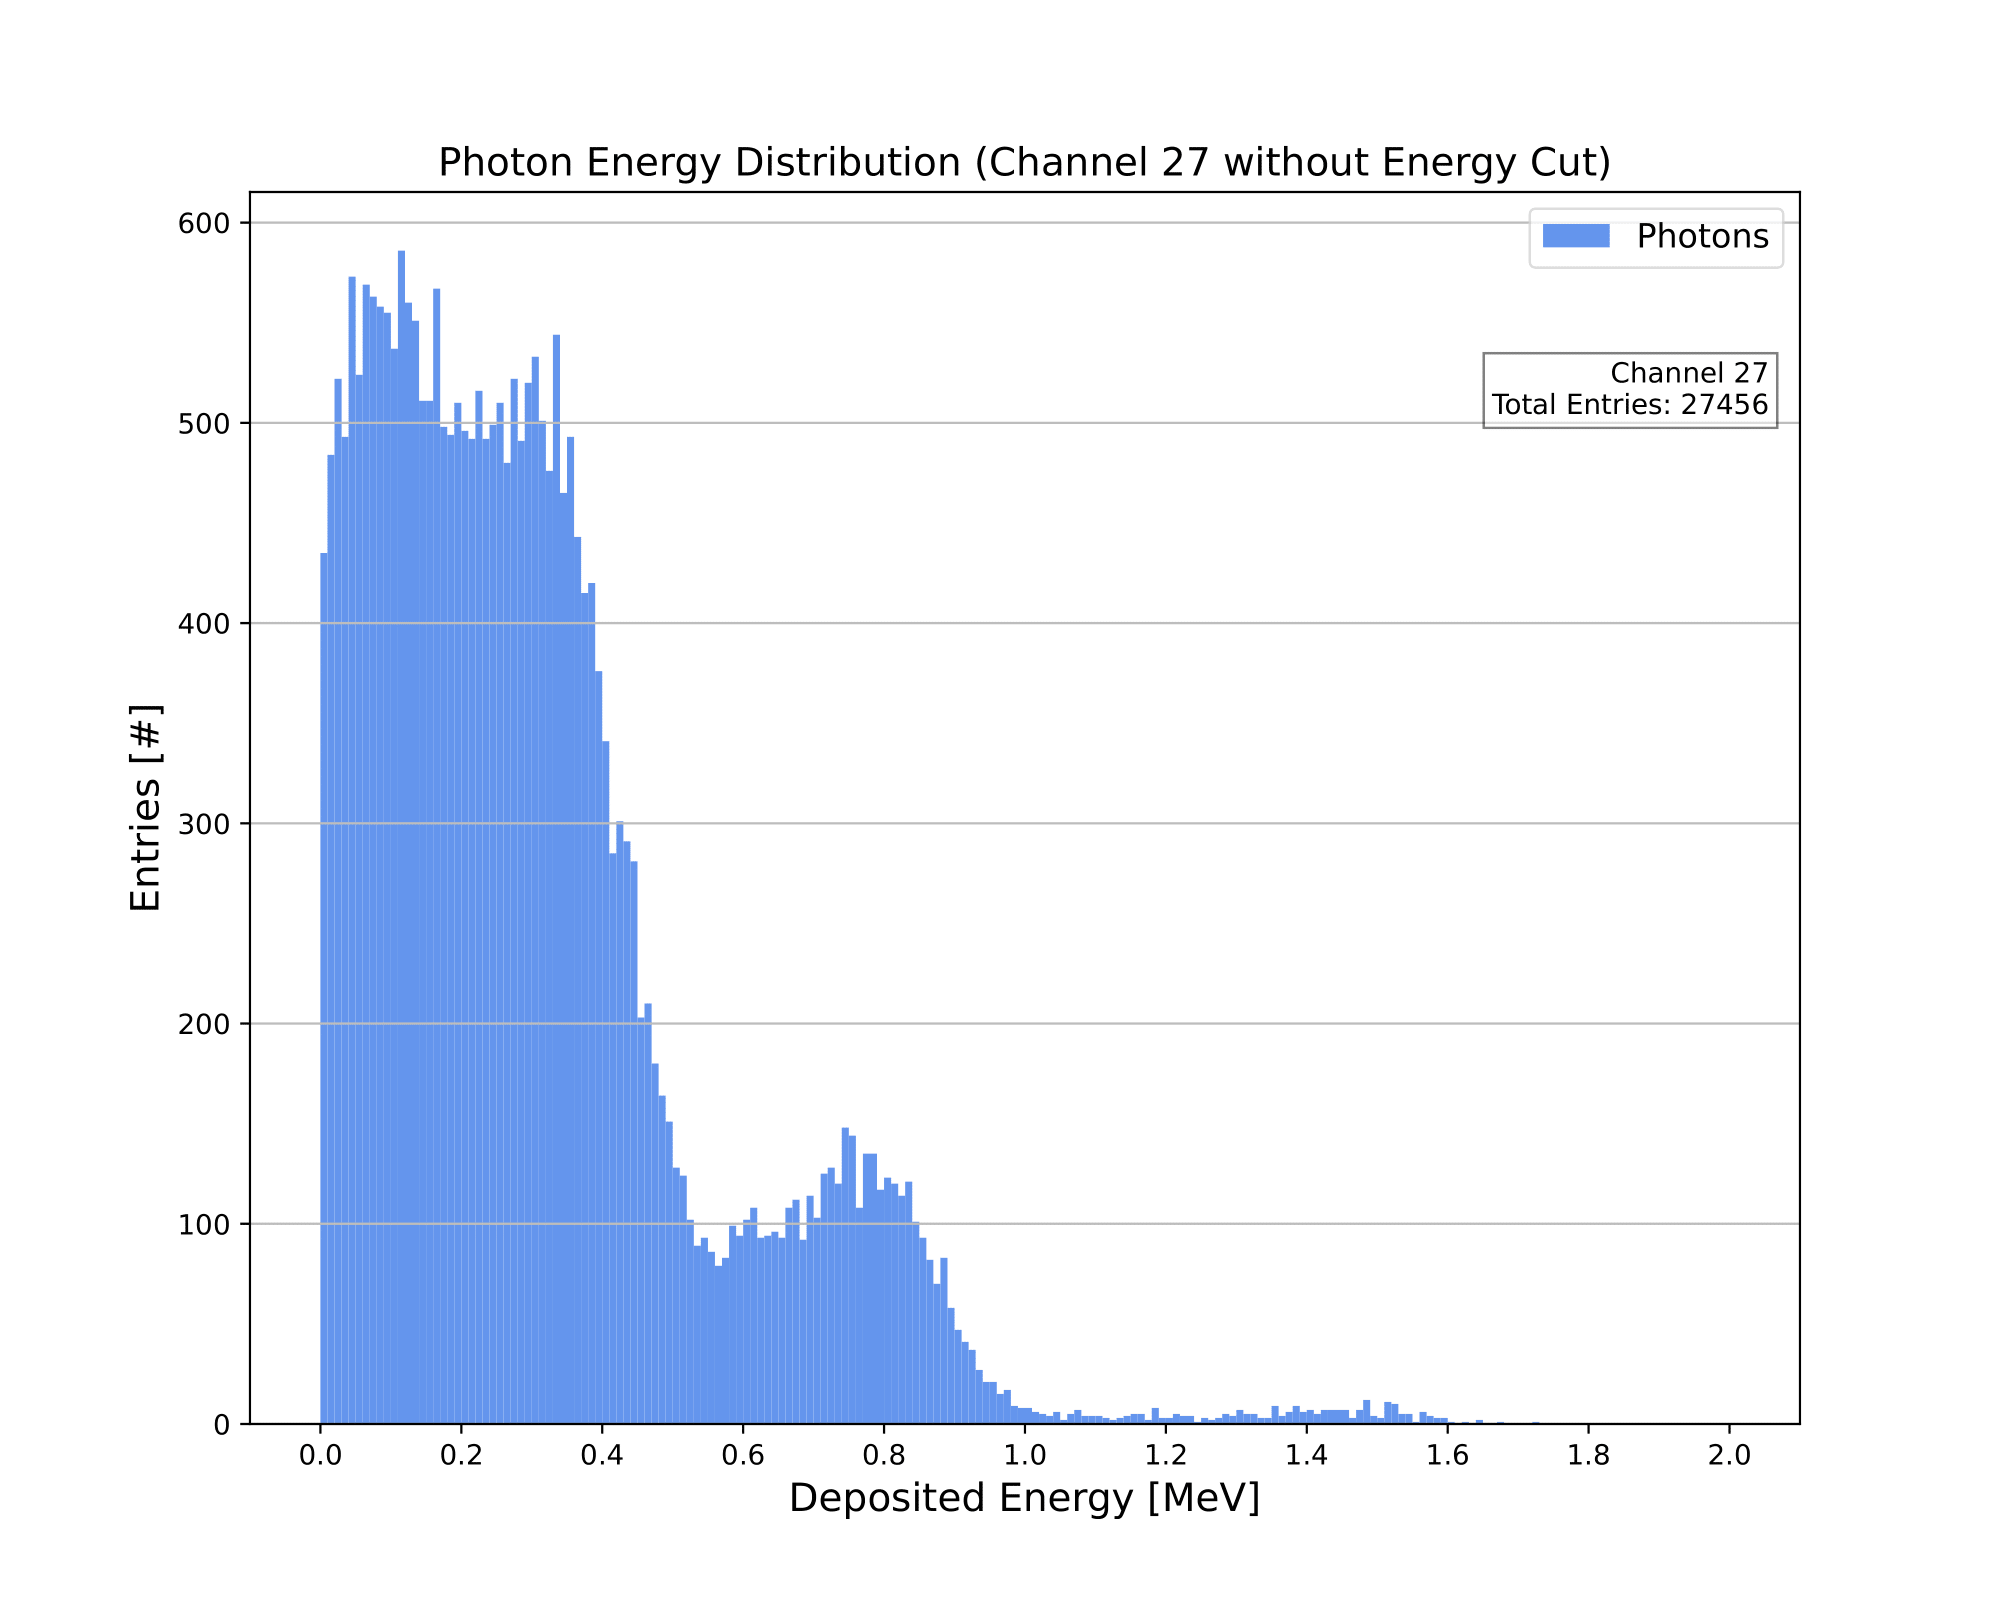 Photon Energy Distribution (Channel 27 without Energy Cut)
Photons
Channel 27
Total Entries: 27456
Entries [#]
600
500
400
300
200
100
0
0.0 0.2 0.4 0.6 0.8 1.0 1.2 1.4 1.6 1.8 2.0
Deposited Energy [MeV]